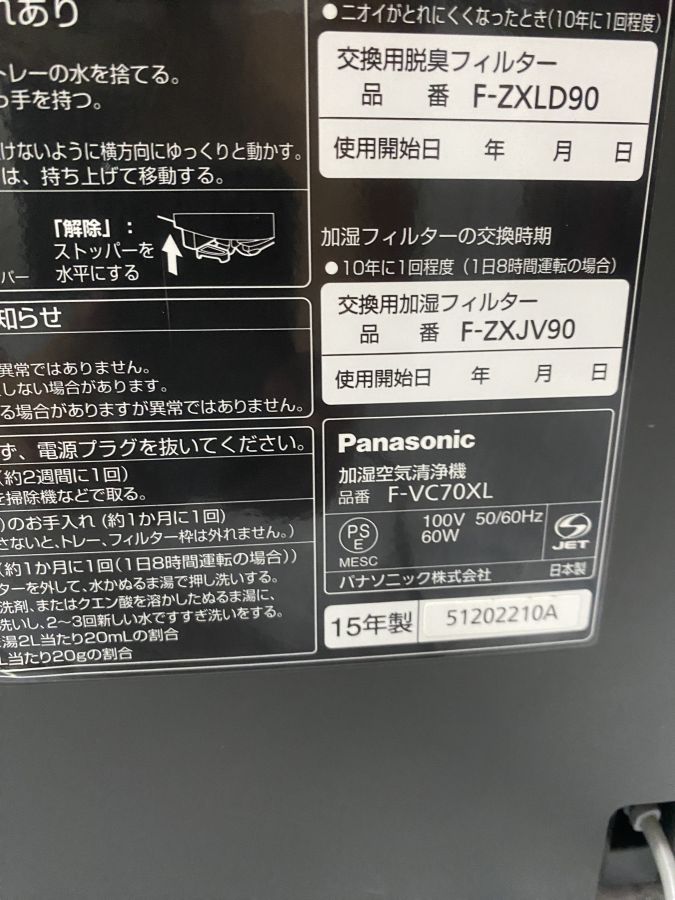 れあり
トレーの水を捨てる。
っ手を持つ。
けないように横方向にゆっくりと動かす。
は、持ち上げて移動する。
「解除」:
ストッパーを
水平にする
パー
知らせ
異常ではありません。
しない場合があります。
る場合がありますが異常ではありません。
ず、電源プラグを抜いてください。
(約2週間に1回)
を掃除機などで取る。
)のお手入れ (約1か月に1回)
さないと、トレー、フィルター枠は外れません。)
(約1か月に1回(1日8時間運転の場合))
ターを外して、水かぬるま湯で押し洗いする。
洗剤、またはクエン酸を溶かしたぬるま湯に、
洗いし、2~3回新しい水ですすぎ洗いをする。
湯2L当たり20mLの割合
L当たり20gの割合
●ニオイがとれにくくなったとき(10年に1回程度)
交換用脱臭フィルター
品 番 F-ZXLD90
使用開始日 年 月 日
加湿フィルターの交換時期
●10年に1回程度(1日8時間運転の場合)
交換用加湿フィルター
品 番 F-ZXJV90
使用開始日 年 月 日
Panasonic
加湿空気清浄機
品番 F-VC70XL
PS
E
MESC
100V 50/60Hz
60W
JET
パナソニック株式会社 日本製
15年製 51202210A